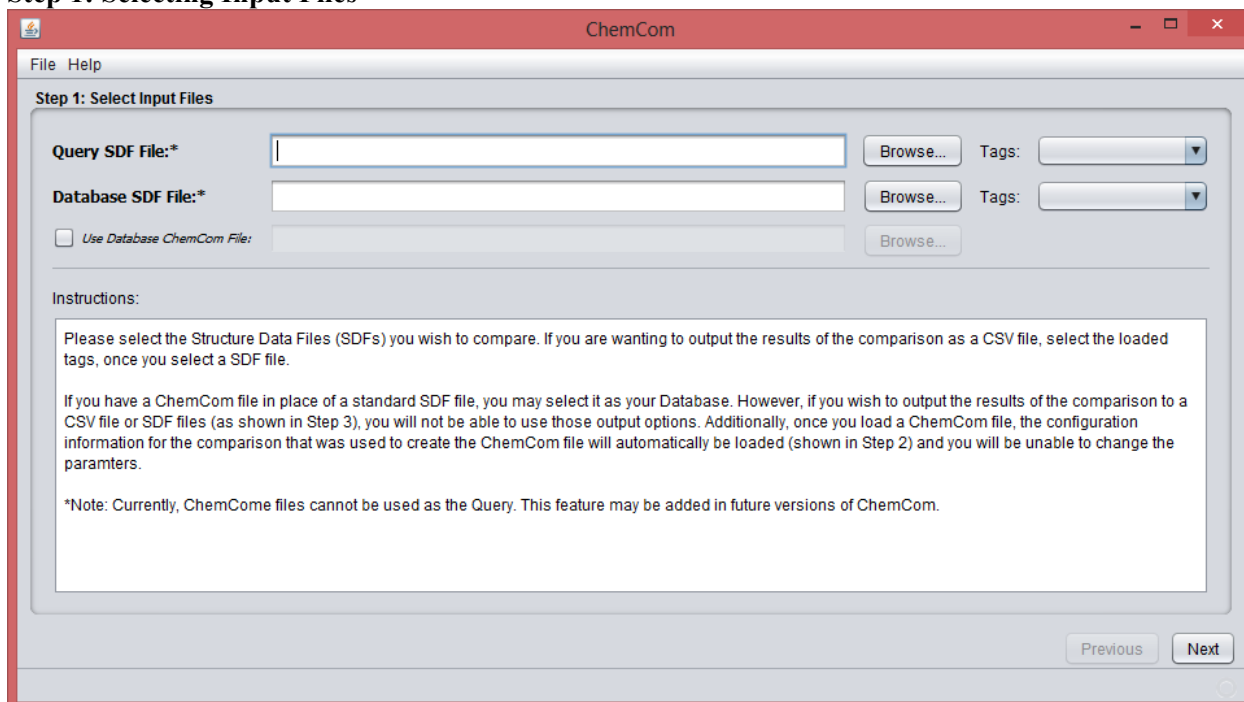 Step 1: Selecting Input Files
ChemCom
File Help
Step 1: Select Input Files
Query SDF File:* Browse... Tags:
Database SDF File:* Browse... Tags:
Use Database ChemCom File: Browse...
Instructions:
Please select the Structure Data Files (SDFs) you wish to compare. If you are wanting to output the results of the comparison as a CSV file, select the loaded
tags, once you select a SDF file.
If you have a ChemCom file in place of a standard SDF file, you may select it as your Database. However, if you wish to output the results of the comparison to a
CSV file or SDF files (as shown in Step 3), you will not be able to use those output options. Additionally, once you load a ChemCom file, the configuration
information for the comparison that was used to create the ChemCom file will automatically be loaded (shown in Step 2) and you will be unable to change the
paramters.
*Note: Currently, ChemCome files cannot be used as the Query. This feature may be added in future versions of ChemCom.
Previous Next